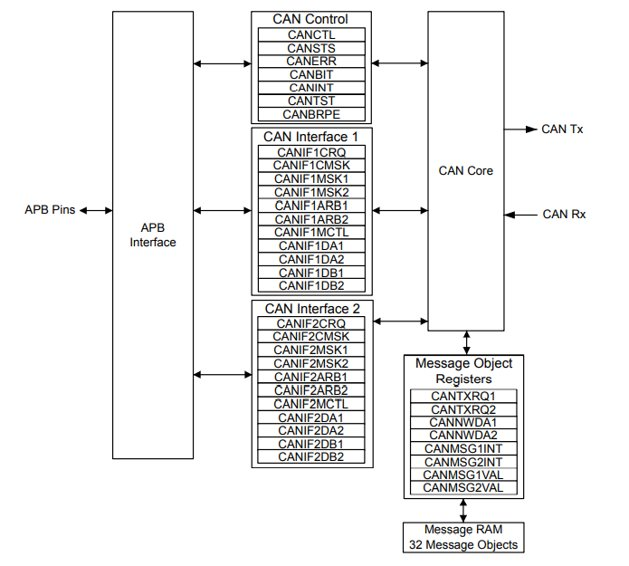 CAN Control
CANCTL
CANSTS
CANERR
CANBIT
CANINT
CANTST
CANBRPE
CAN Tx
CAN Core
CAN Rx
CAN Interface 1
CANIF1CRQ
CANIF1CMSK
CANIF1MSK1
CANIF1MSK2
CANIF1ARB1
CANIF1ARB2
CANIF1MCTL
CANIF1DA1
CANIF1DA2
CANIF1DB1
CANIF1DB2
APB Pins
APB
Interface
CAN Interface 2
CANIF2CRQ
CANIF2CMSK
CANIF2MSK1
CANIF2MSK2
CANIF2ARB1
CANIF2ARB2
CANIF2MCTL
CANIF2DA1
CANIF2DA2
CANIF2DB1
CANIF2DB2
Message Object
Registers
CANTXRQ1
CANTXRQ2
CANNWDA1
CANNWDA2
CANMSG1INT
CANMSG2INT
CANMSG1VAL
CANMSG2VAL
Message RAM
32 Message Objects